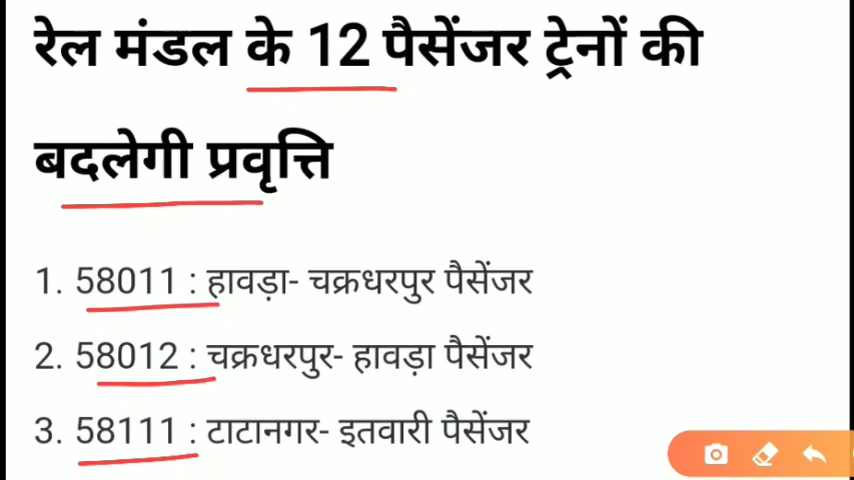 रेल मंडल के 12 पैसेंजर ट्रेनों की
बदलेगी प्रवृत्ति
1. 58011 : हावड़ा- चक्रधरपुर पैसेंजर
2. 58012 : चक्रधरपुर- हावड़ा पैसेंजर
3. 58111 : टाटानगर- इतवारी पैसेंजर